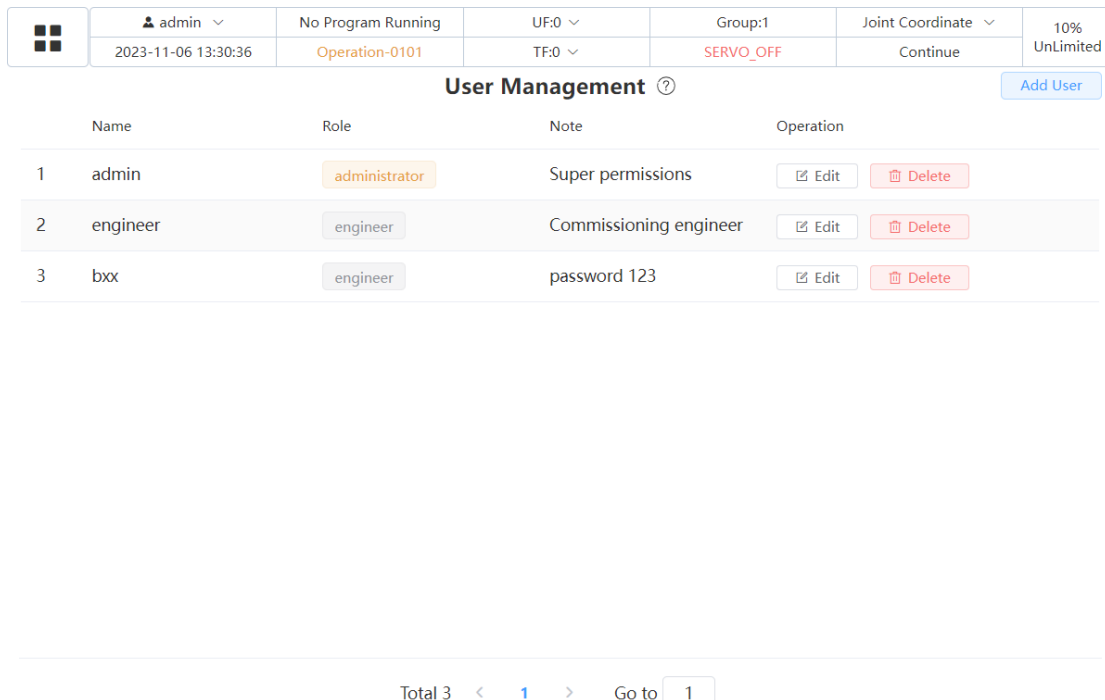 admin No Program Running UF:0 Group:1 Joint Coordinate 10%
2023-11-06 13:30:36 Operation-0101 TF:0 SERVO_OFF Continue UnLimited
User Management ? Add User
Name Role Note Operation
1 admin administrator Super permissions Edit Delete
2 engineer engineer Commissioning engineer Edit Delete
3 bxx engineer password 123 Edit Delete
Total 3 < 1 > Go to 1